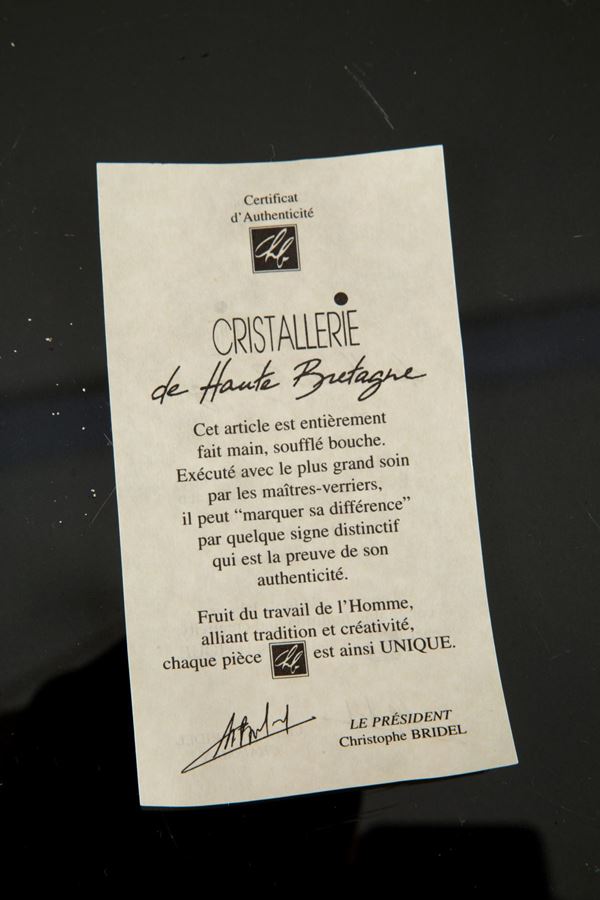 Certificat
d'Authenticité
chb
CRISTALLERIE
de Haute Bretagne
Cet article est entièrement
fait main, soufflé bouche.
Exécuté avec le plus grand soin
par les maîtres-verriers,
il peut “marquer sa différence”
par quelque signe distinctif
qui est la preuve de son
authenticité.
Fruit du travail de l'Homme,
alliant tradition et créativité,
chaque pièce chb est ainsi UNIQUE.
LE PRÉSIDENT
Christophe BRIDEL